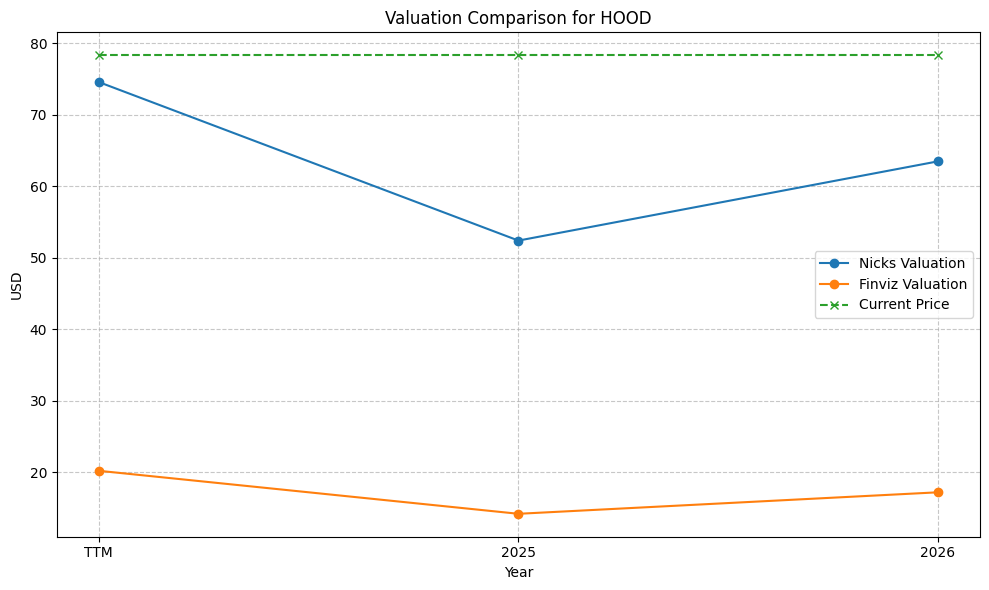 Valuation Comparison for HOOD
80
70
60
50
40
30
20
USD
Nicks Valuation
Finviz Valuation
Current Price
TTM
2025
2026
Year